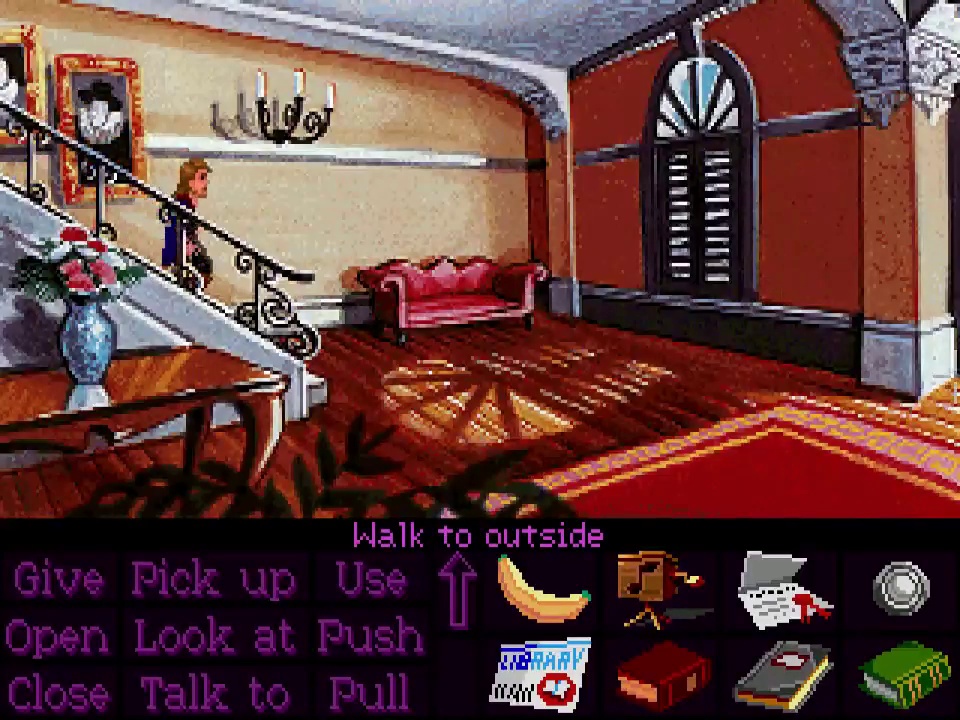 Walk to outside
Give Pick up Use
Open Look at Push
Close Talk to Pull
LIBRARY